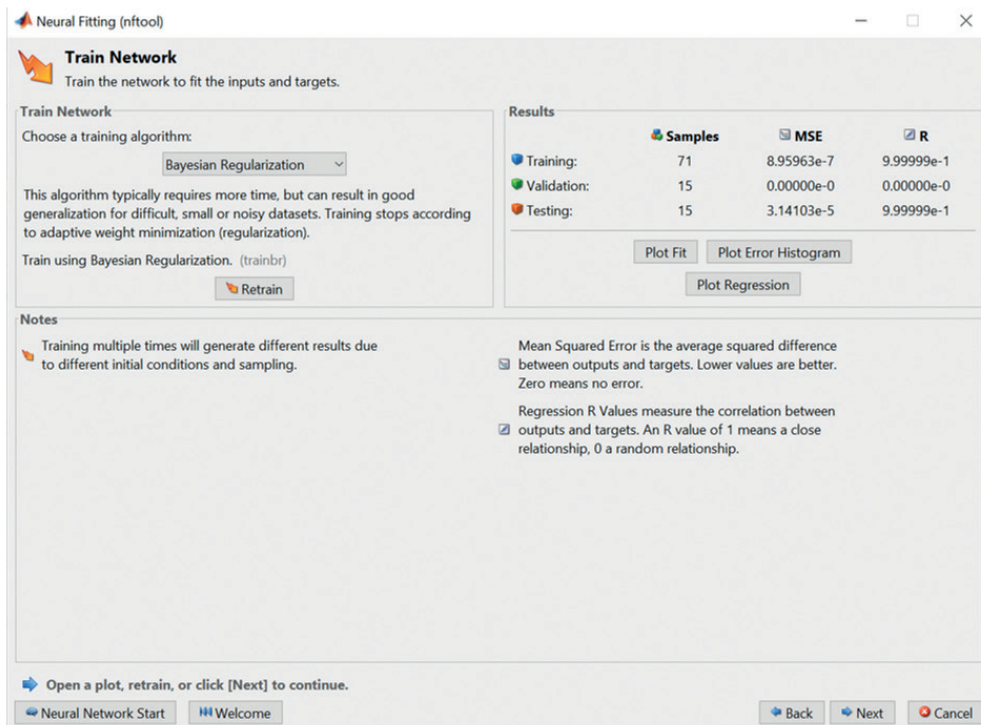 Neural Fitting (nftool)
Train Network
Train the network to fit the inputs and targets.
Train Network
Choose a training algorithm:
Bayesian Regularization
This algorithm typically requires more time, but can result in good
generalization for difficult, small or noisy datasets. Training stops according
to adaptive weight minimization (regularization).
Train using Bayesian Regularization. (trainbr)
Retrain
Results
Samples MSE R
Training: 71 8.95963e-7 9.99999e-1
Validation: 15 0.00000e-0 0.00000e-0
Testing: 15 3.14103e-5 9.99999e-1
Plot Fit Plot Error Histogram
Plot Regression
Notes
Training multiple times will generate different results due
to different initial conditions and sampling.
Mean Squared Error is the average squared difference
between outputs and targets. Lower values are better.
Zero means no error.
Regression R Values measure the correlation between
outputs and targets. An R value of 1 means a close
relationship, 0 a random relationship.
Open a plot, retrain, or click [Next] to continue.
Neural Network Start Welcome Back Next Cancel